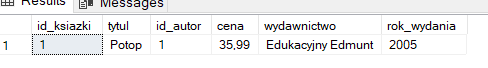 Results Messages
id_ksiazki tytul id_autor cena wydawnictwo rok_wydania
1 1 Potop 1 35,99 Edukacyjny Edmunt 2005